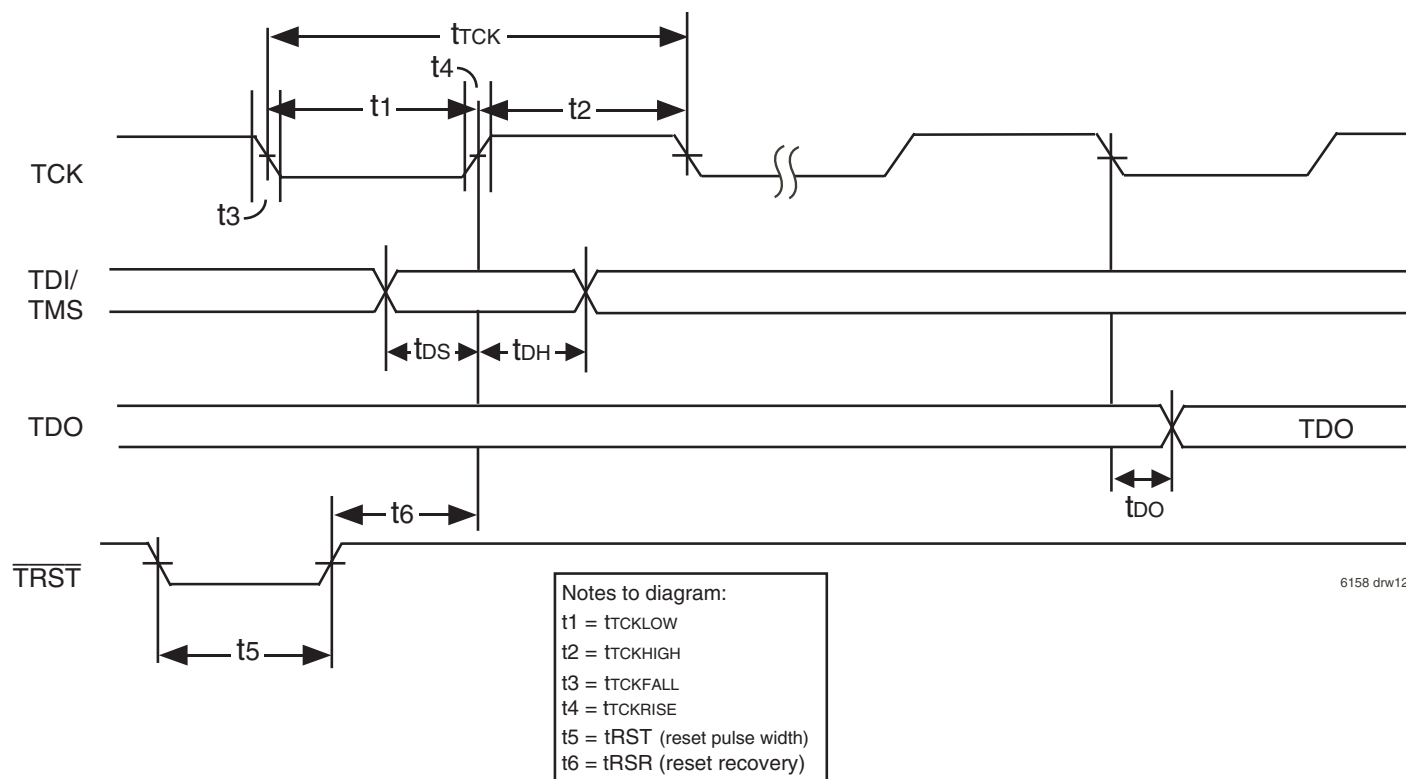 tTCK
t4
t1
t2
TCK
t3
TDI/
TMS
tDS
tDH
TDO
TDO
tDO
t6
TRST
6158 drw12
t5
Notes to diagram:
t1 = tTCKLOW
t2 = tTCKHIGH
t3 = tTCKFALL
t4 = tTCKRISE
t5 = tRST (reset pulse width)
t6 = tRSR (reset recovery)